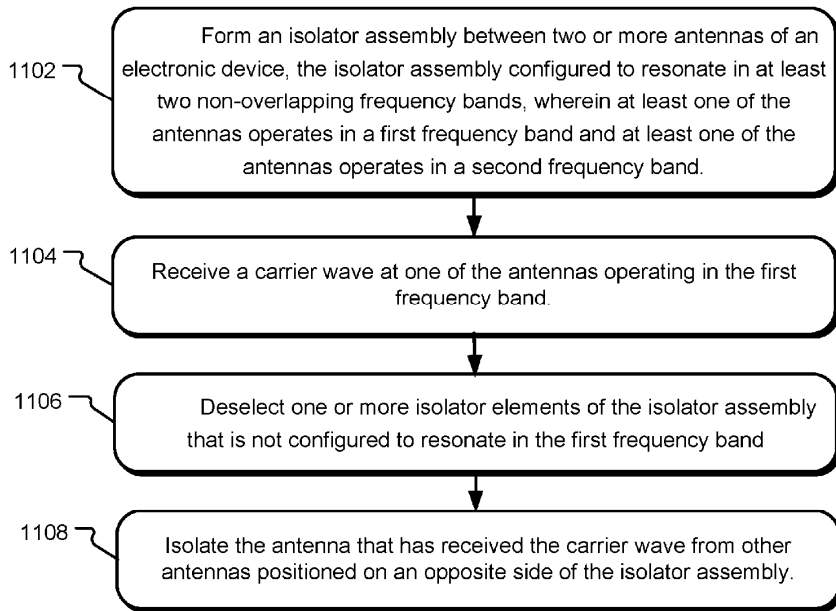 1102
Form an isolator assembly between two or more antennas of an
electronic device, the isolator assembly configured to resonate in at least
two non-overlapping frequency bands, wherein at least one of the
antennas operates in a first frequency band and at least one of the
antennas operates in a second frequency band.
1104
Receive a carrier wave at one of the antennas operating in the first
frequency band.
1106
Deselect one or more isolator elements of the isolator assembly
that is not configured to resonate in the first frequency band
1108
Isolate the antenna that has received the carrier wave from other
antennas positioned on an opposite side of the isolator assembly.